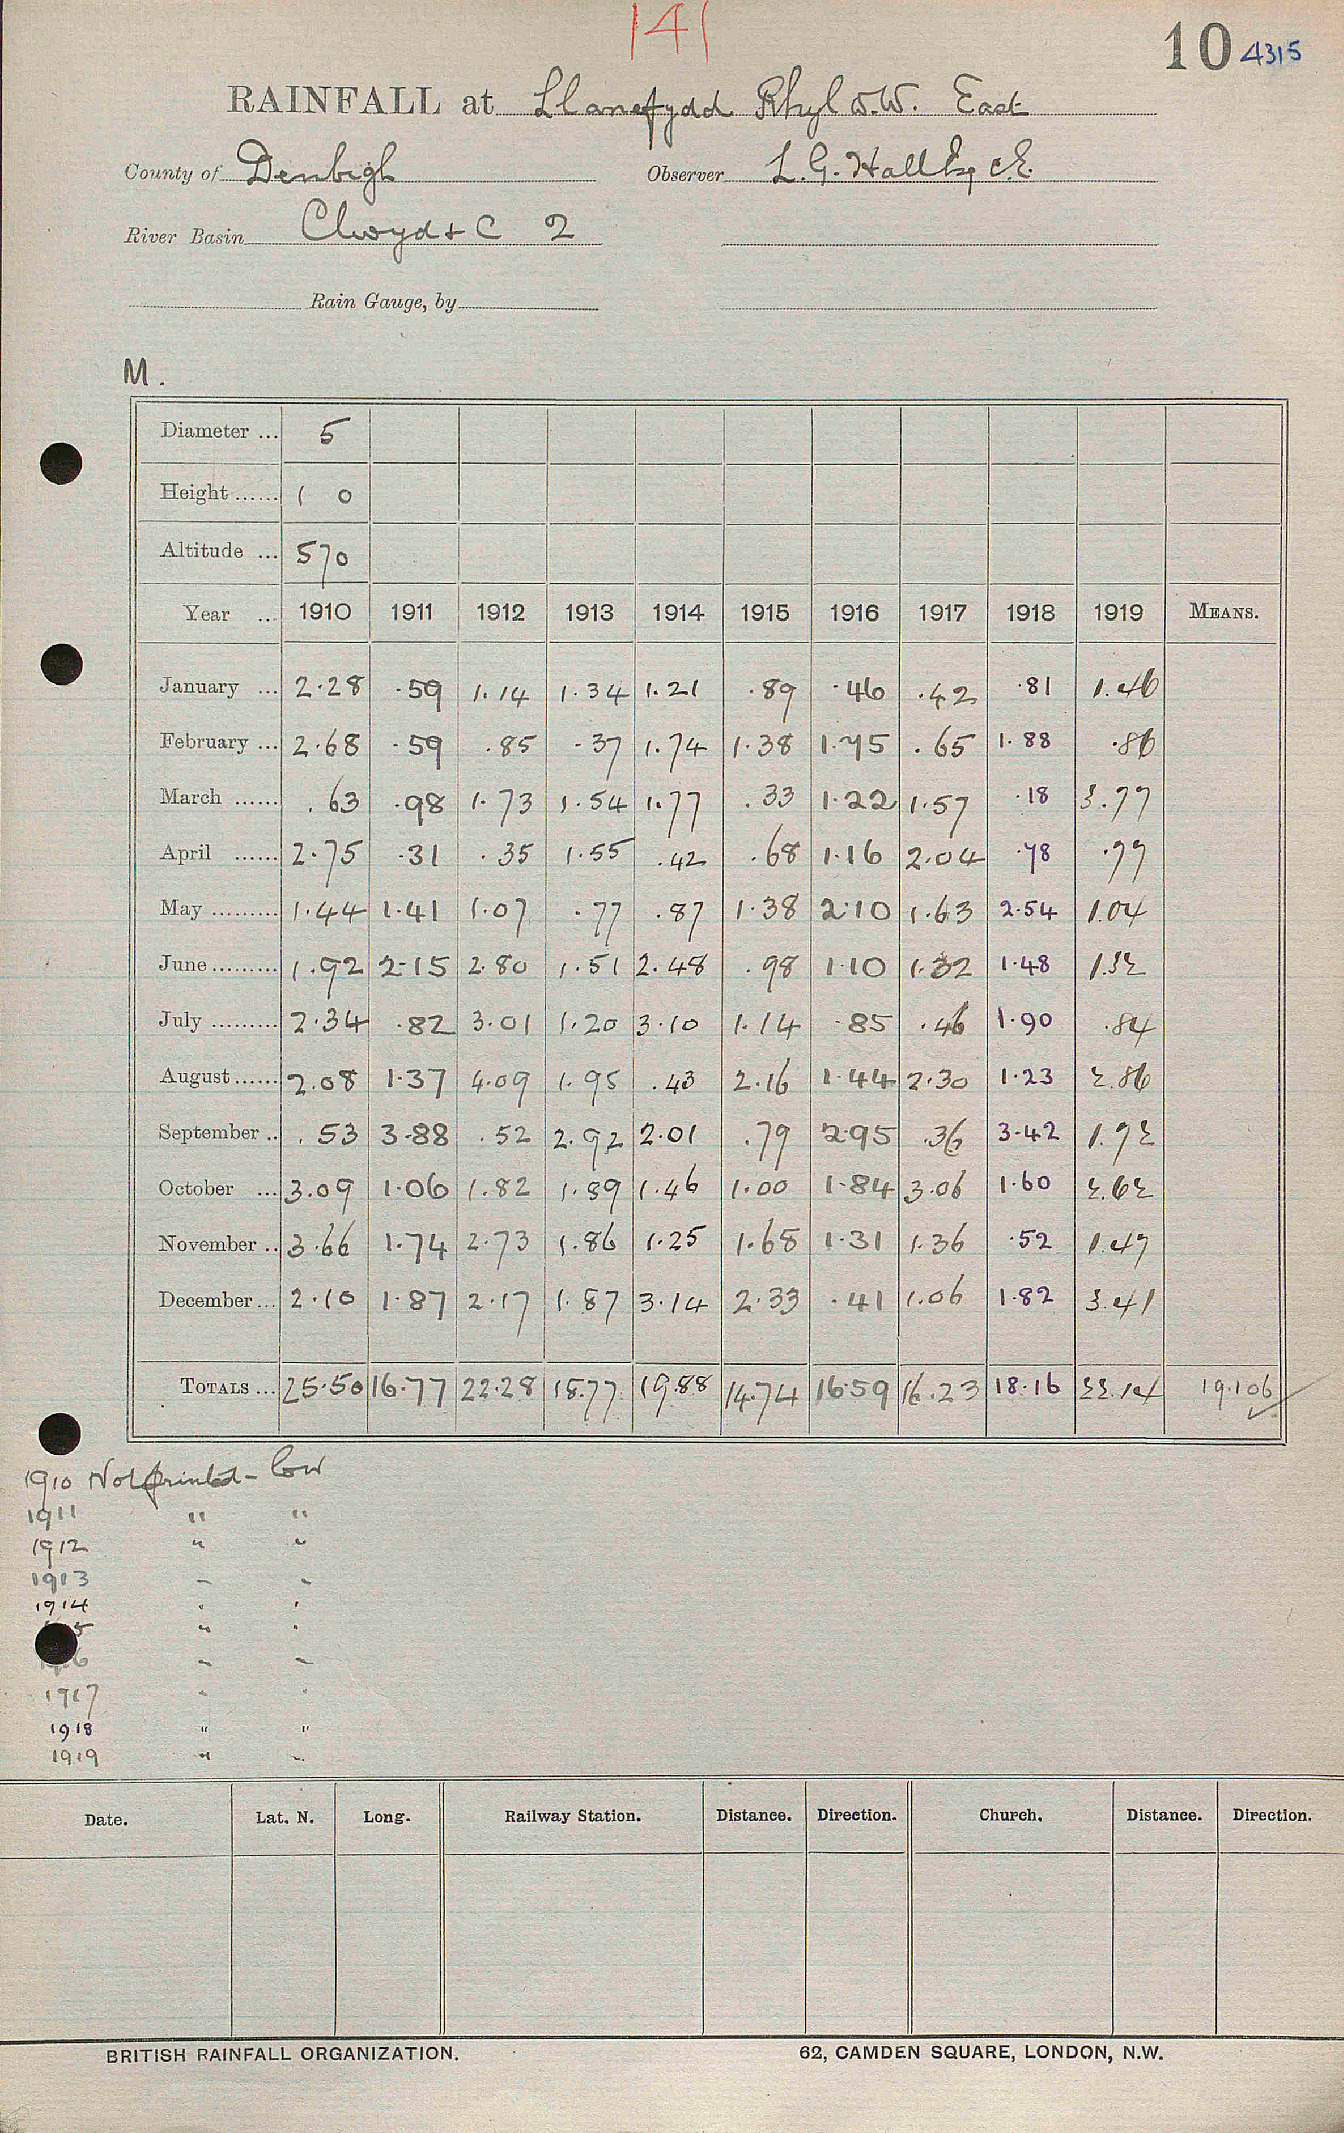 141
10 4315
RAINFALL at Llanefydd Rhyl W.W. East
County of Denbigh Observer L. G. Hall Esq C.E.
River Basin Clwyd + C 2
Rain Gauge, by
M.
Diameter ... 5
Height ...... 1 0
Altitude ... 570
Year ... 1910 1911 1912 1913 1914 1915 1916 1917 1918 1919 MEANS.
January ... 2.28 .59 1.14 1.34 1.21 .89 .46 .42 .81 1.46
February ... 2.68 .59 .85 .37 1.74 1.38 1.75 .65 1.88 .86
March ...... .63 .98 1.73 1.54 1.77 .33 1.22 1.57 .18 3.77
April ...... 2.75 .31 .35 1.55 .42 .68 1.16 2.04 .78 .77
May ......... 1.44 1.41 1.07 .77 .87 1.38 2.10 1.63 2.54 1.04
June ......... 1.92 2.15 2.80 1.51 2.48 .98 1.10 1.32 1.48 1.32
July ......... 2.34 .82 3.01 1.20 3.10 1.14 .85 .46 1.90 .84
August ...... 2.08 1.37 4.09 1.95 .43 2.16 1.44 2.30 1.23 2.86
September .. .53 3.88 .52 2.92 2.01 .79 2.95 .36 3.42 1.72
October ... 3.09 1.06 1.82 1.89 1.46 1.00 1.84 3.06 1.60 2.62
November .. 3.66 1.74 2.73 1.86 1.25 1.68 1.31 1.36 .52 1.47
December ... 2.10 1.87 2.17 1.87 3.14 2.33 .41 1.06 1.82 3.41
TOTALS ... 25.50 16.77 22.28 18.77 19.88 14.74 16.59 16.23 18.16 22.14 19.106
1910 Not printed - low
1911 " "
1912 " "
1913 " "
1914 " "
5 " "
6 " "
1917 " "
1918 " "
1919 " "
Date. Lat. N. Long. Railway Station. Distance. Direction. Church. Distance. Direction.
BRITISH RAINFALL ORGANIZATION. 62, CAMDEN SQUARE, LONDON, N.W.